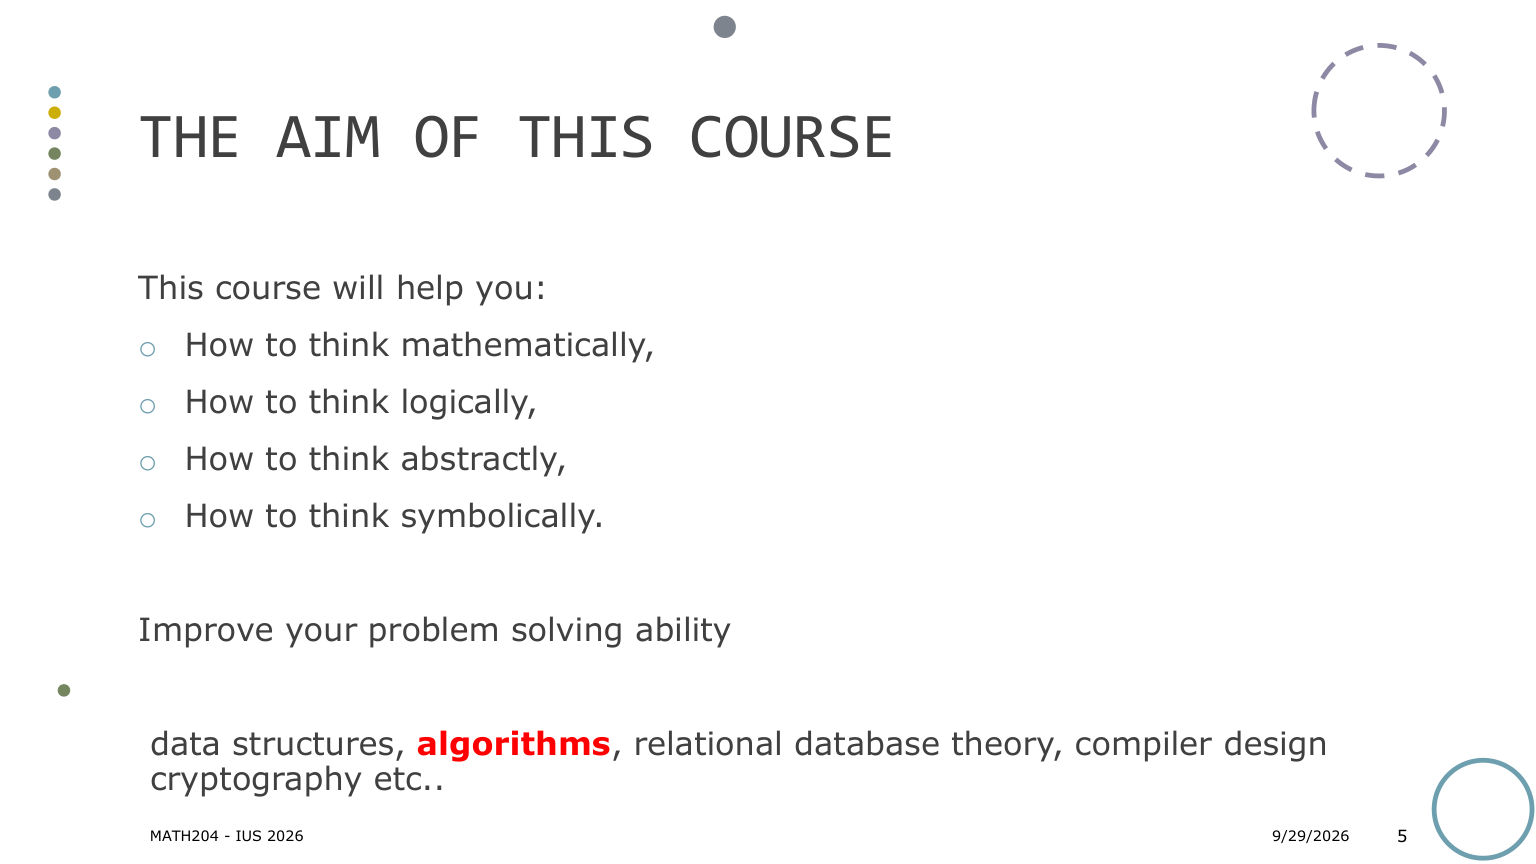 THE AIM OF THIS COURSE
This course will help you:
How to think mathematically,
How to think logically,
How to think abstractly,
How to think symbolically.
Improve your problem solving ability
data structures, algorithms, relational database theory, compiler design
cryptography etc..
MATH204 - IUS 2026
9/29/2026
5